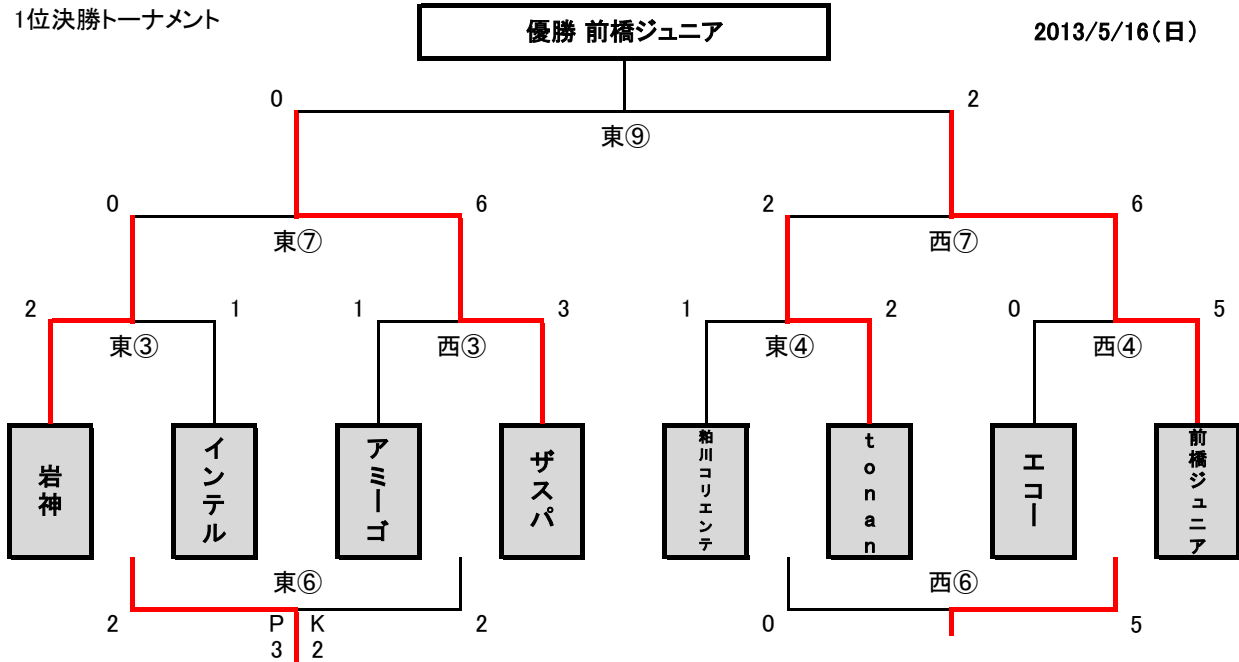 1位決勝トーナメント
優勝 前橋ジュニア
2013/5/16(日)
0
2
東⑨
0
6
2
6
東⑦
西⑦
2
1
1
3
1
2
0
5
東③
西③
東④
西④
岩神
インテル
アミーゴ
ザスパ
粕川コリエンテ
tonan
エコー
前橋ジュニア
東⑥
西⑥
2
P K
2
0
5
3 2